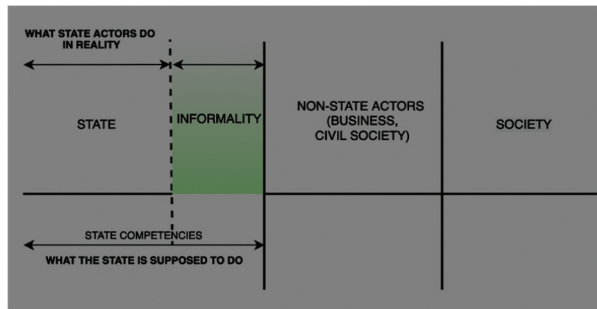 WHAT STATE ACTORS DO
IN REALITY
STATE
INFORMALITY
NON-STATE ACTORS
(BUSINESS,
CIVIL SOCIETY)
SOCIETY
STATE COMPETENCIES
WHAT THE STATE IS SUPPOSED TO DO